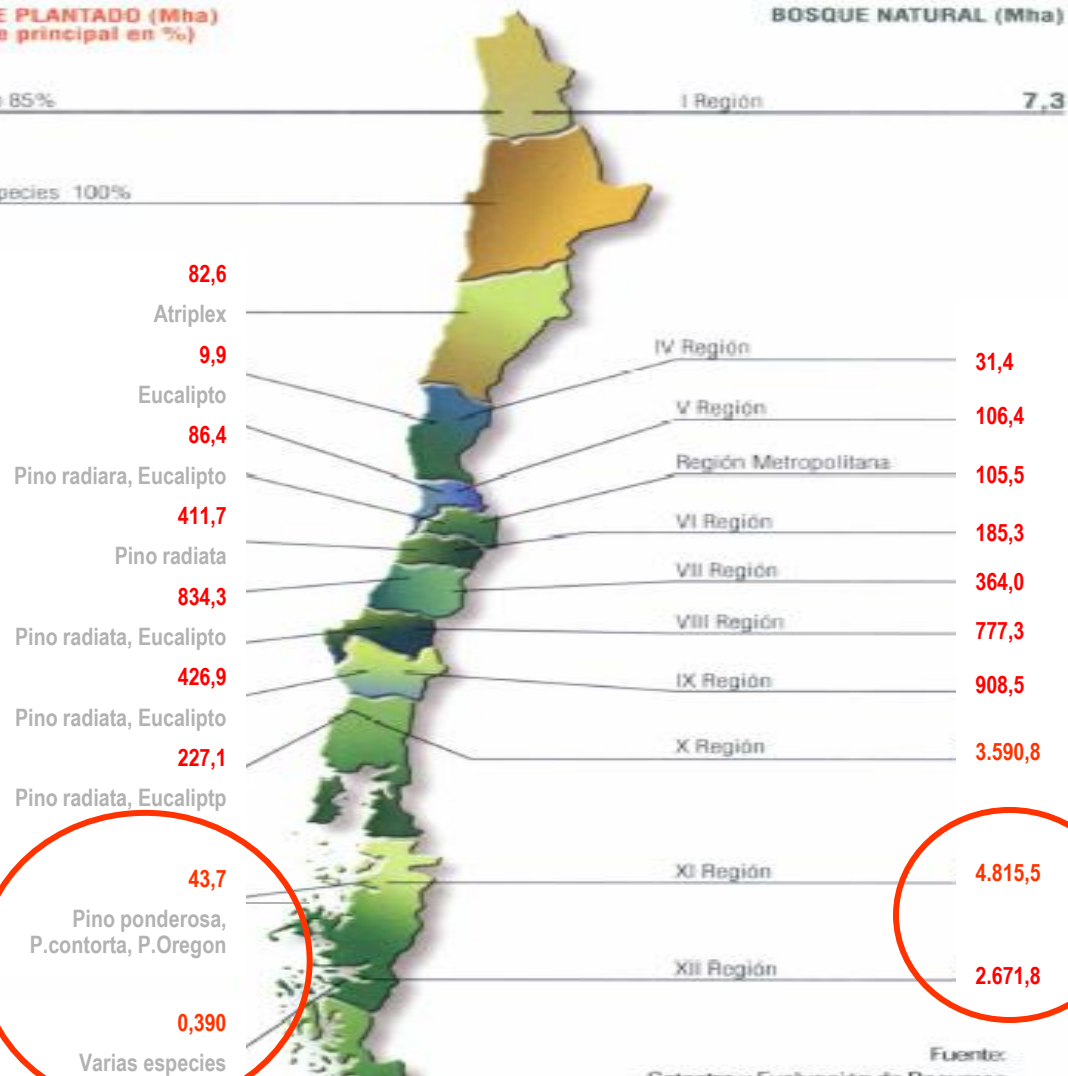 E PLANTADO (Mha)
e principal en %)
BOSQUE NATURAL (Mha)
85%
I Región
7,3
pecies 100%
82,6
Atriplex
9,9
Eucalipto
86,4
Pino radiara, Eucalipto
411,7
Pino radiata
834,3
Pino radiata, Eucalipto
426,9
Pino radiata, Eucalipto
227,1
Pino radiata, Eucaliptp
43,7
Pino ponderosa,
P.contorta, P.Oregon
0,390
Varias especies
IV Región
31,4
V Región
106,4
Región Metropolitana
105,5
VI Región
185,3
VII Región
364,0
VIII Región
777,3
IX Región
908,5
X Región
3.590,8
XI Región
4.815,5
XII Región
2.671,8
Fuente: